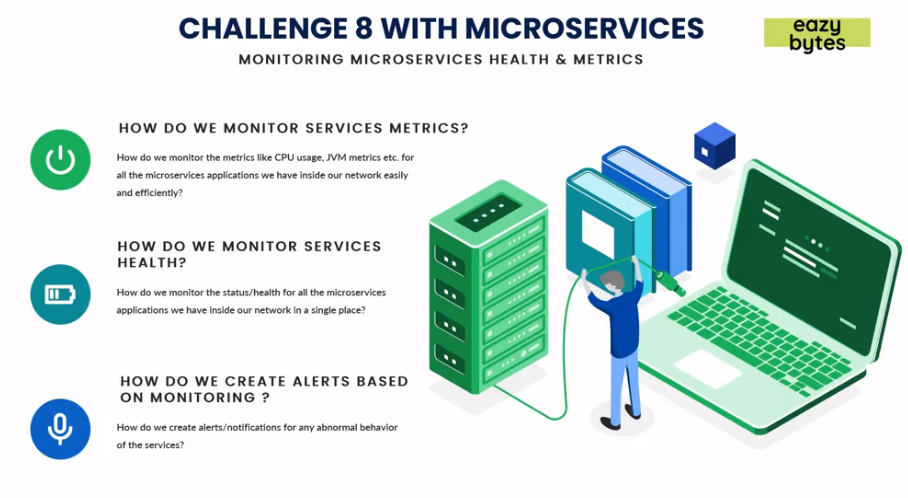 CHALLENGE 8 WITH MICROSERVICES
eazy
bytes
MONITORING MICROSERVICES HEALTH & METRICS
HOW DO WE MONITOR SERVICES METRICS?
How do we monitor the metrics like CPU usage, JVM metrics etc. for
all the microservices applications we have inside our network easily
and efficiently?
HOW DO WE MONITOR SERVICES
HEALTH?
How do we monitor the status/health for all the microservices
applications we have inside our network in a single place?
HOW DO WE CREATE ALERTS BASED
ON MONITORING ?
How do we create alerts/notifications for any abnormal behavior
of the services?